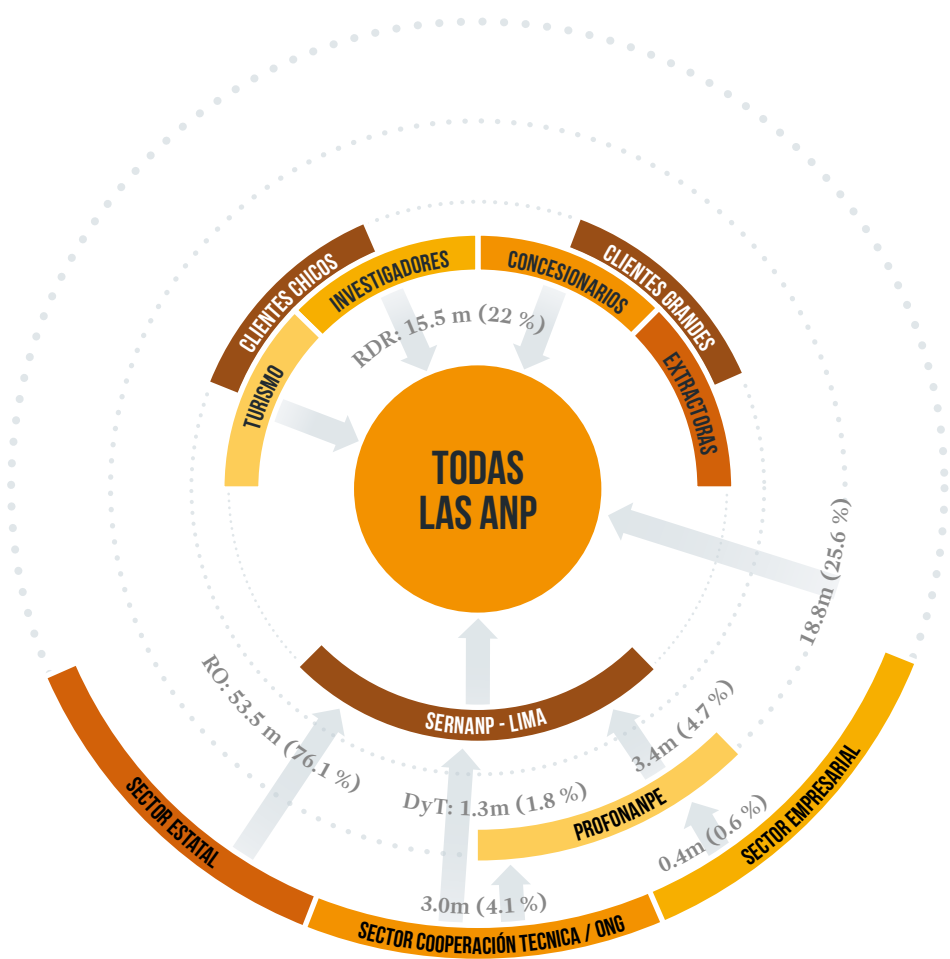 CLIENTES CHICOS
INVESTIGADORES
CONCESIONARIOS
CLIENTES GRANDES
TURISMO
RDR: 15.5 m (22 %)
EXTRACTORAS
TODAS
LAS ANP
18.8m (25.6 %)
RO: 53.5 m (76.1 %)
SERNANP - LIMA
3.4m (4.7 %)
DyT: 1.3m (1.8 %)
PROFONANPE
0.4m (0.6 %)
SECTOR ESTATAL
SECTOR EMPRESARIAL
3.0m (4.1 %)
SECTOR COOPERACIÓN TECNICA / ONG